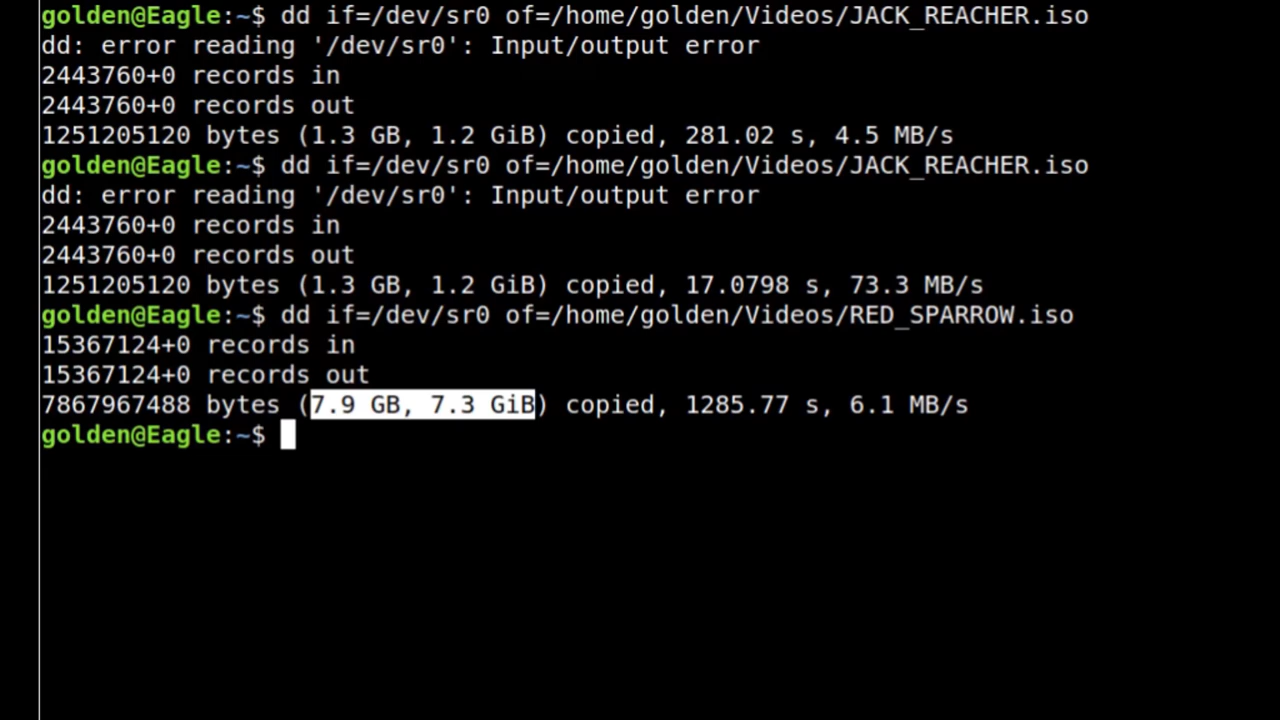 golden@Eagle:~$ dd if=/dev/sr0 of=/home/golden/Videos/JACK_REACHER.iso
dd: error reading '/dev/sr0': Input/output error
2443760+0 records in
2443760+0 records out
1251205120 bytes (1.3 GB, 1.2 GiB) copied, 281.02 s, 4.5 MB/s
golden@Eagle:~$ dd if=/dev/sr0 of=/home/golden/Videos/JACK_REACHER.iso
dd: error reading '/dev/sr0': Input/output error
2443760+0 records in
2443760+0 records out
1251205120 bytes (1.3 GB, 1.2 GiB) copied, 17.0798 s, 73.3 MB/s
golden@Eagle:~$ dd if=/dev/sr0 of=/home/golden/Videos/RED_SPARROW.iso
15367124+0 records in
15367124+0 records out
7867967488 bytes (7.9 GB, 7.3 GiB) copied, 1285.77 s, 6.1 MB/s
golden@Eagle:~$